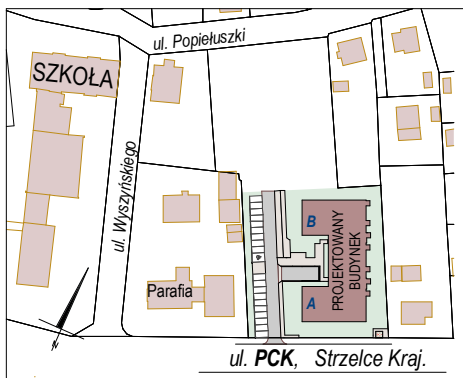 ul. Popiełuszki
SZKOŁA
ul. Wyszyńskiego
B
PROJEKTOWANY
BUDYNEK
A
Parafia
N
ul. PCK, Strzelce Kraj.